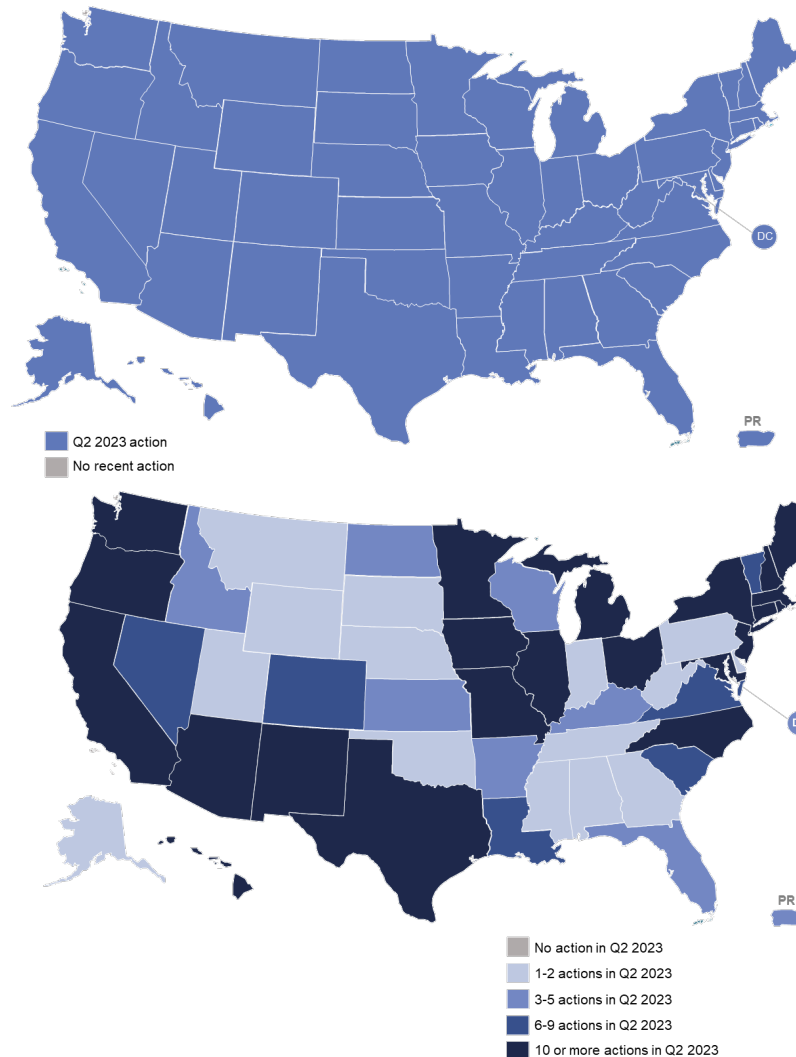 DC
PR
Q2 2023 action
No recent action
D
PR
No action in Q2 2023
1-2 actions in Q2 2023
3-5 actions in Q2 2023
6-9 actions in Q2 2023
10 or more actions in Q2 2023